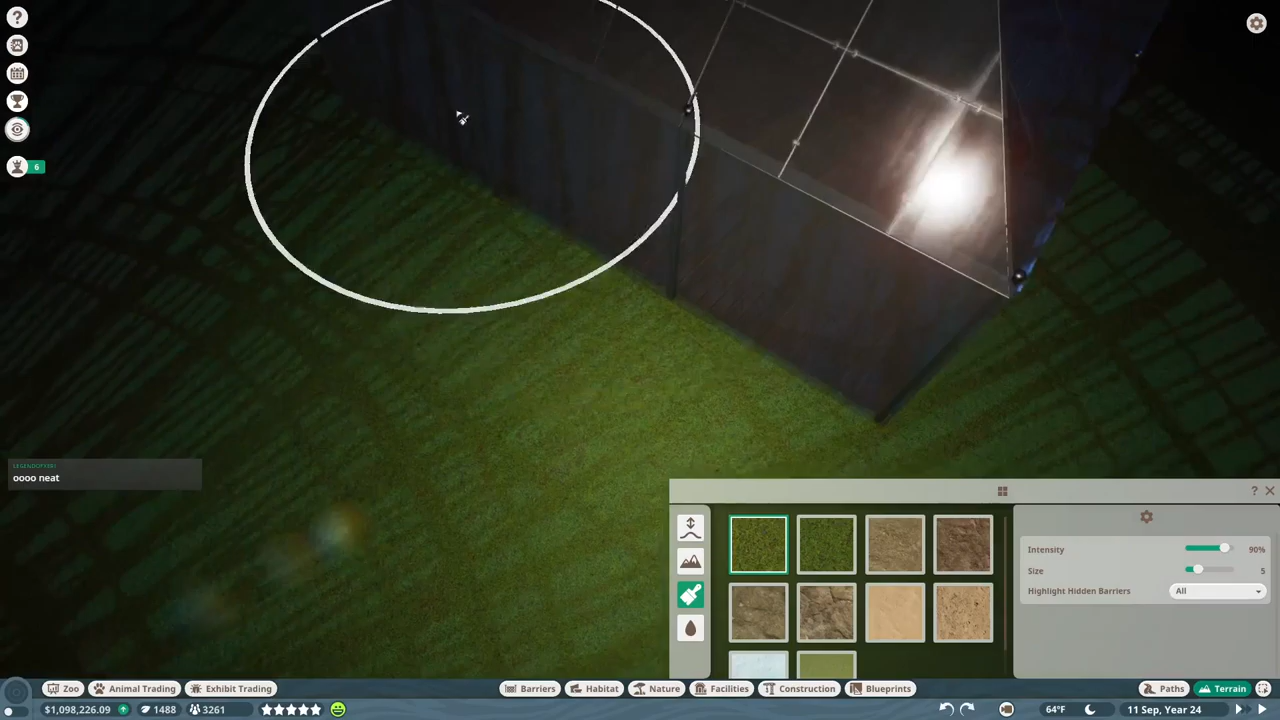 ?
6
LEGENDOFYERI
oooo neat
?
Intensity 90%
Size 5
Highlight Hidden Barriers All
Zoo Animal Trading Exhibit Trading Barriers Habitat Nature Facilities Construction Blueprints Paths Terrain
$1,098,226.09 1488 3261 64°F 11 Sep, Year 24